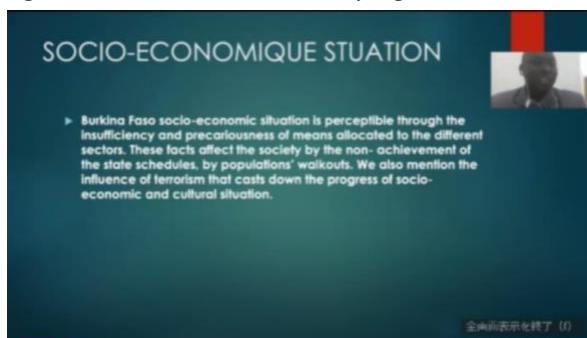 SOCIO-ECONOMIQUE STUATION
Burkina Faso socio-economic situation is perceptible through the
insufficiency and precariousness of means allocated to the different
sectors. These facts affect the society by the non- achievement of
the state schedules, by populations' walkouts. We also mention the
influence of terrorism that casts down the progress of socio-
economic and cultural situation.
全画面表示を終了 (f)